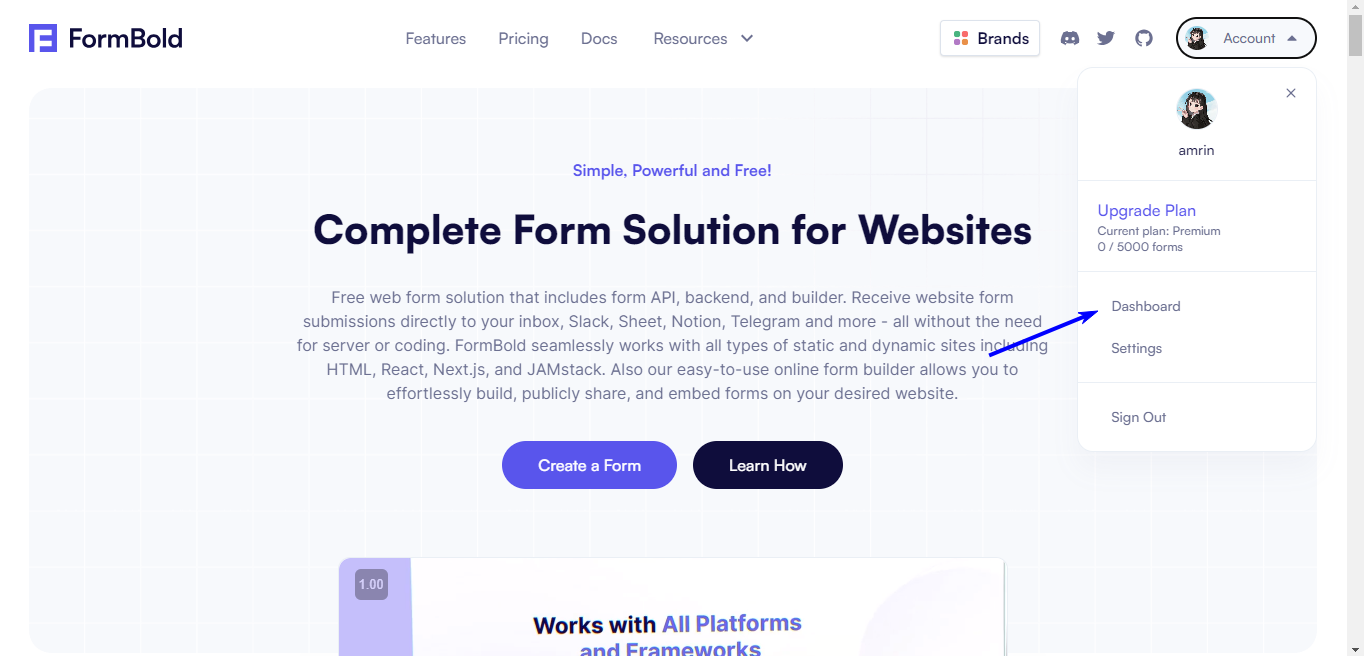 FormBold
Features Pricing Docs Resources
Brands
Account
amrin
Upgrade Plan
Current plan: Premium
0 / 5000 forms
Dashboard
Settings
Sign Out
Simple, Powerful and Free!
Complete Form Solution for Websites
Free web form solution that includes form API, backend, and builder. Receive website form
submissions directly to your inbox, Slack, Sheet, Notion, Telegram and more - all without the need
for server or coding. FormBold seamlessly works with all types of static and dynamic sites including
HTML, React, Next.js, and JAMstack. Also our easy-to-use online form builder allows you to
effortlessly build, publicly share, and embed forms on your desired website.
Create a Form
Learn How
1.00
Works with All Platforms
and Frameworks